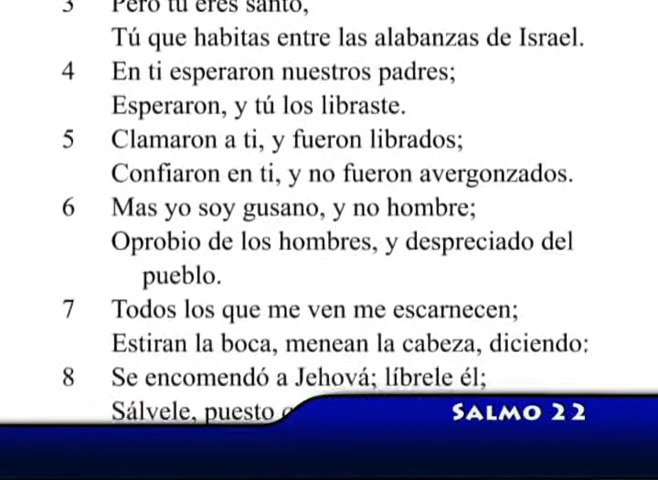 3 Pero tú eres santo,
Tú que habitas entre las alabanzas de Israel.
4 En ti esperaron nuestros padres;
Esperaron, y tú los libraste.
5 Clamaron a ti, y fueron librados;
Confiaron en ti, y no fueron avergonzados.
6 Mas yo soy gusano, y no hombre;
Oprobio de los hombres, y despreciado del
pueblo.
7 Todos los que me ven me escarnecen;
Estiran la boca, menean la cabeza, diciendo:
8 Se encomendó a Jehová; líbrele él;
Sálvele, puesto
SALMO 22